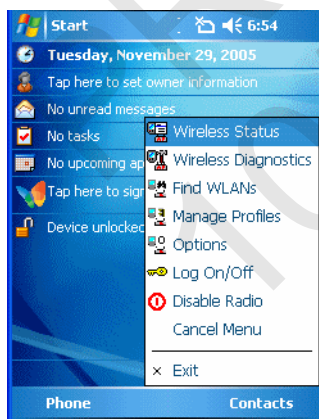 Start 6:54
Tuesday, November 29, 2005
Tap here to set owner information
No unread messages
No tasks
No upcoming ap
Tap here to sign
Device unlocked
Wireless Status
Wireless Diagnostics
Find WLANs
Manage Profiles
Options
Log On/Off
Disable Radio
Cancel Menu
Exit
Phone Contacts